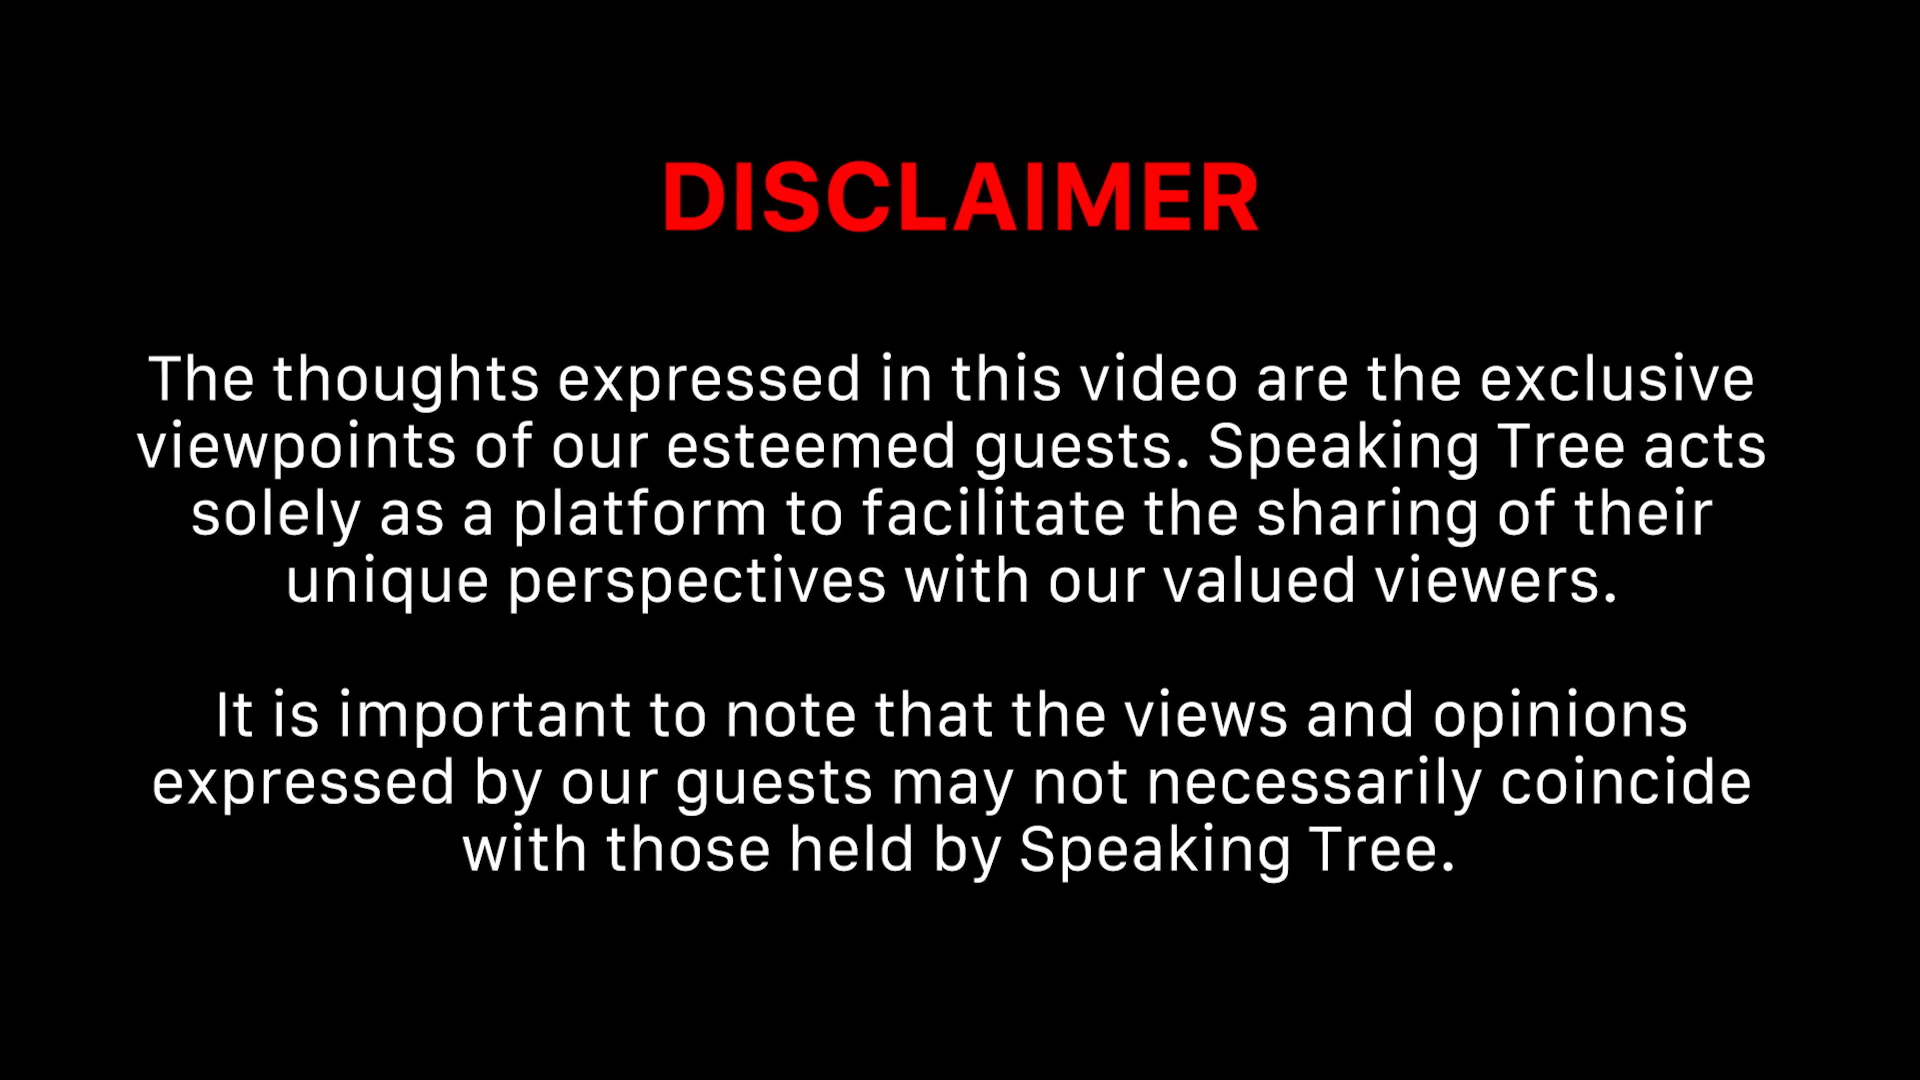 DISCLAIMER
The thoughts expressed in this video are the exclusive
viewpoints of our esteemed guests. Speaking Tree acts
solely as a platform to facilitate the sharing of their
unique perspectives with our valued viewers.
It is important to note that the views and opinions
expressed by our guests may not necessarily coincide
with those held by Speaking Tree.